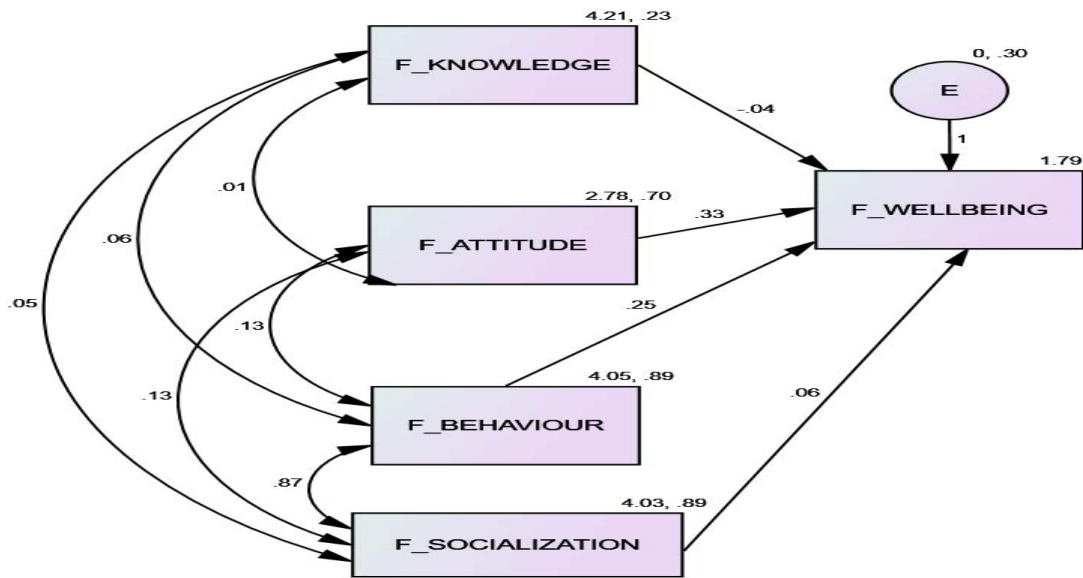 4.21, .23
F_KNOWLEDGE
0, .30
E
-.04
1
1.79
.01
2.78, .70
.33
F_WELLBEING
.06
F_ATTITUDE
.05
.25
.13
4.05, .89
.13
.06
F_BEHAVIOUR
.87
4.03, .89
F_SOCIALIZATION